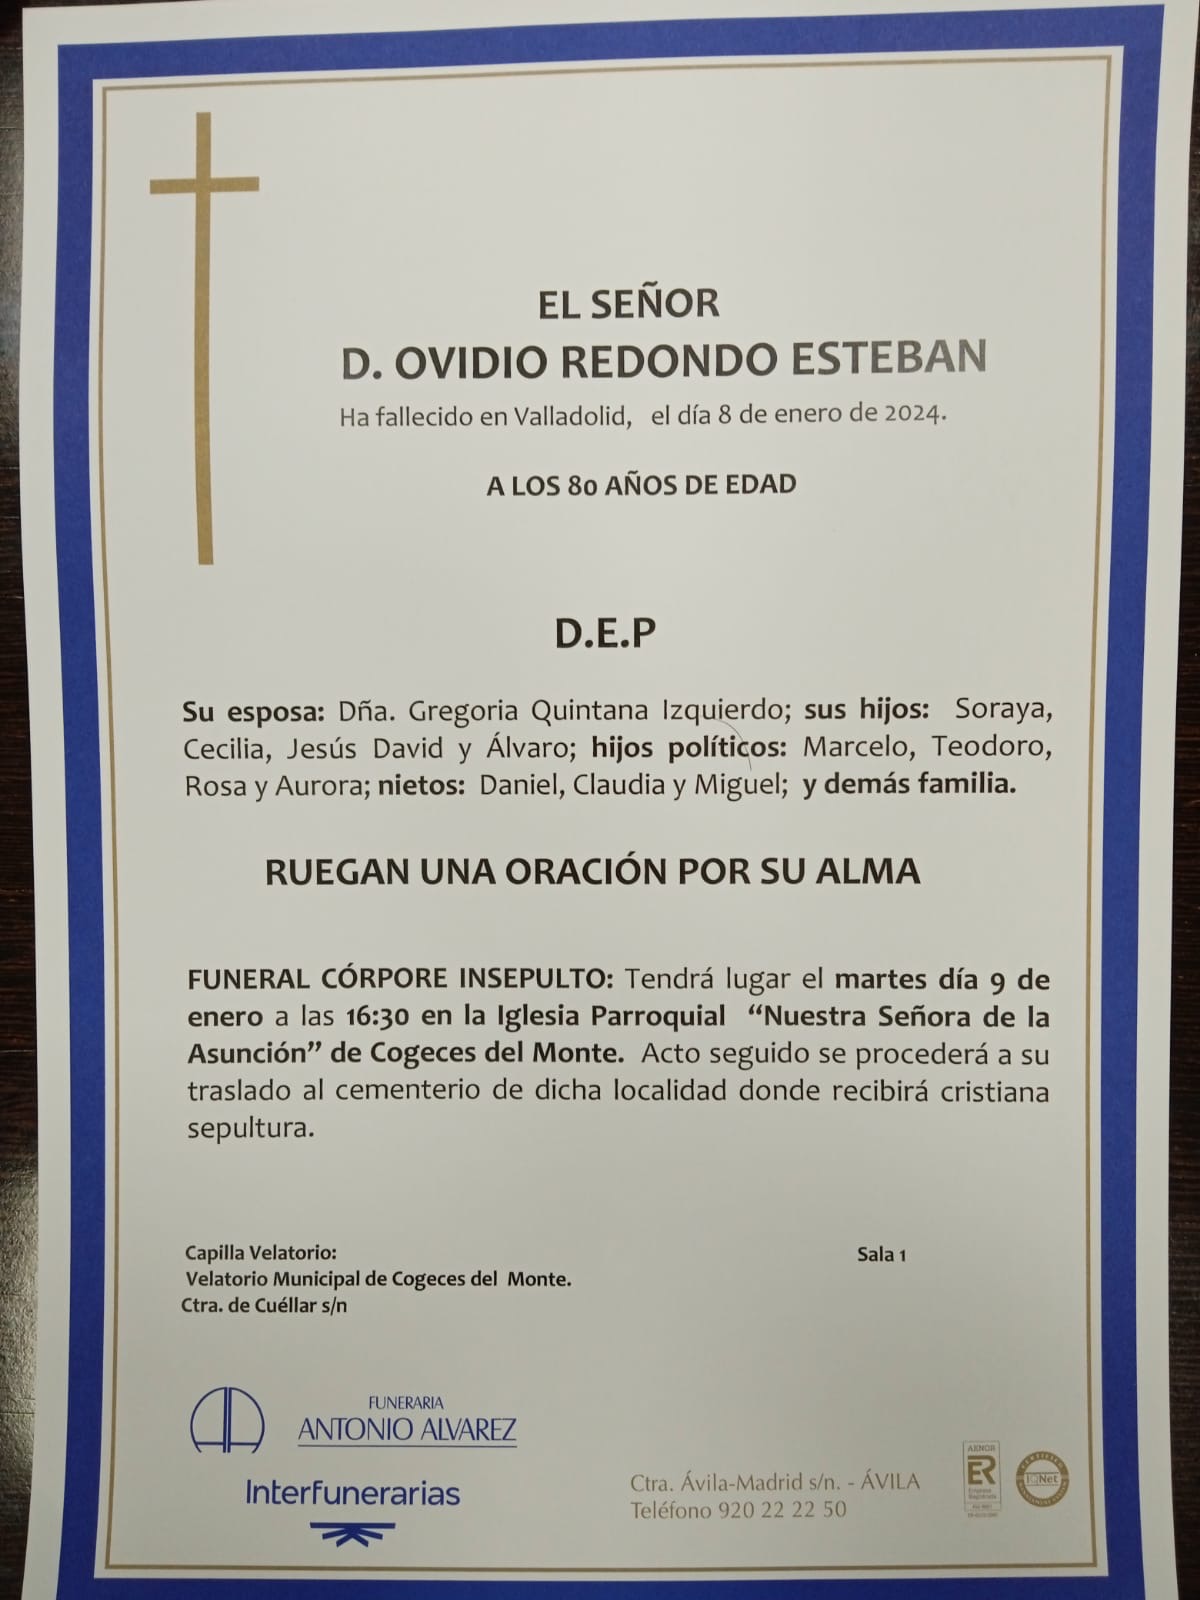 EL SEÑOR
D. OVIDIO REDONDO ESTEBAN
Ha fallecido en Valladolid, el día 8 de enero de 2024.
A LOS 80 AÑOS DE EDAD
D.E.P
Su esposa: Dña. Gregoria Quintana Izquierdo; sus hijos: Soraya,
Cecilia, Jesús David y Álvaro; hijos políticos: Marcelo, Teodoro,
Rosa y Aurora; nietos: Daniel, Claudia y Miguel; y demás familia.
RUEGAN UNA ORACIÓN POR SU ALMA
FUNERAL CÓRPORE INSEPULTO: Tendrá lugar el martes día 9 de
enero a las 16:30 en la Iglesia Parroquial “Nuestra Señora de la
Asunción” de Cogeces del Monte. Acto seguido se procederá a su
traslado al cementerio de dicha localidad donde recibirá cristiana
sepultura.
Capilla Velatorio:
Sala 1
Velatorio Municipal de Cogeces del Monte.
Ctra. de Cuéllar s/n
FUNERARIA
ANTONIO ALVAREZ
Interfunerarias
Ctra. Ávila-Madrid s/n. - ÁVILA
Teléfono 920 22 22 50
AENOR
ER
Empresa
Registrada
IQNet